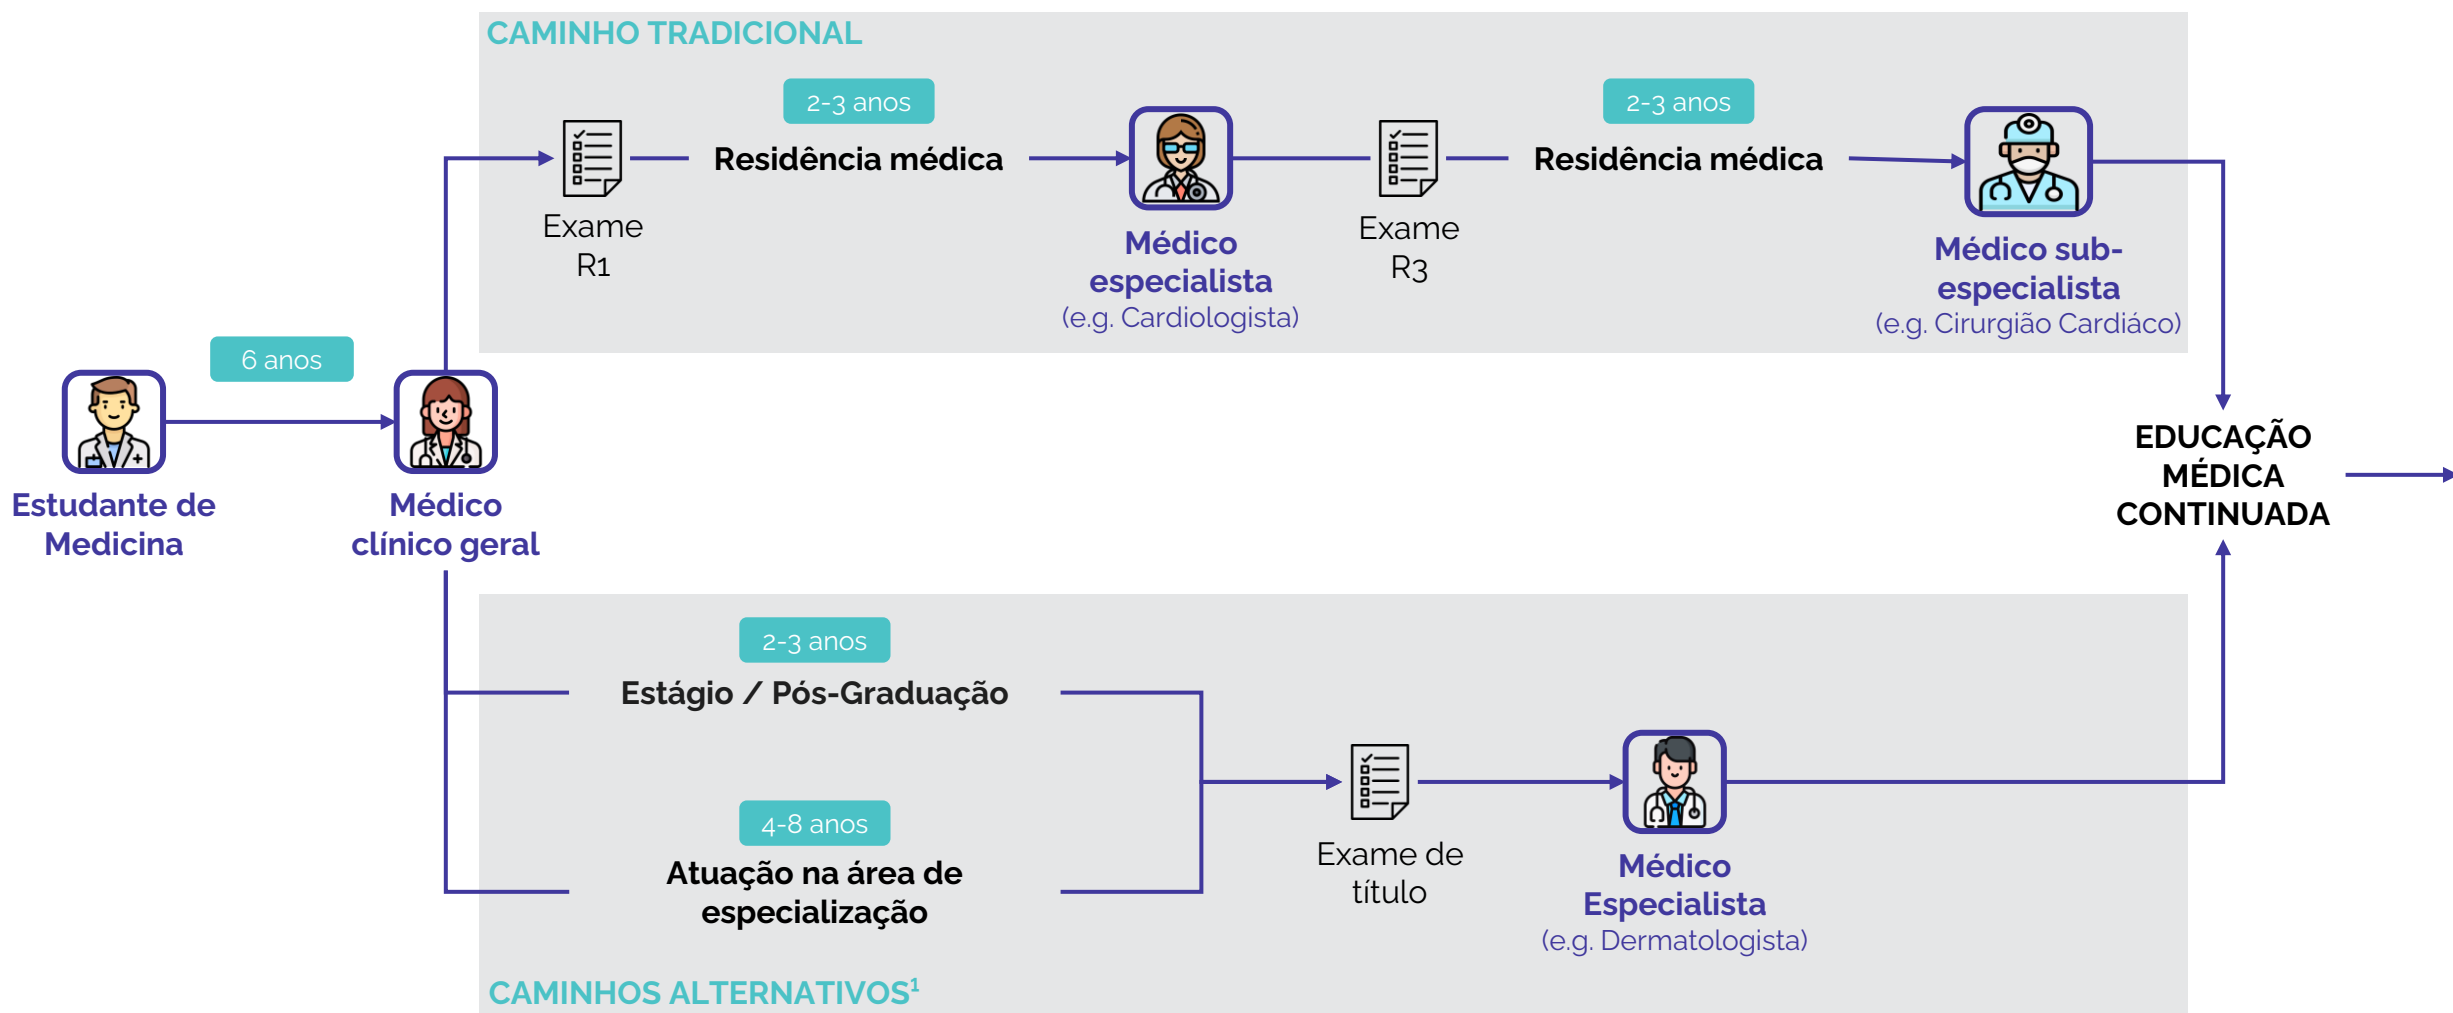 CAMINHO TRADICIONAL
2-3 anos
Residência médica
Exame
R1
Médico
especialista
(e.g. Cardiologista)
Exame
R3
2-3 anos
Residência médica
Médico sub-
especialista
(e.g. Cirurgião Cardiáco)
6 anos
Estudante de
Medicina
Médico
clínico geral
EDUCAÇÃO
MÉDICA
CONTINUADA
2-3 anos
Estágio / Pós-Graduação
4-8 anos
Atuação na área de
especialização
Exame de
título
Médico
Especialista
(e.g. Dermatologista)
CAMINHOS ALTERNATIVOS¹